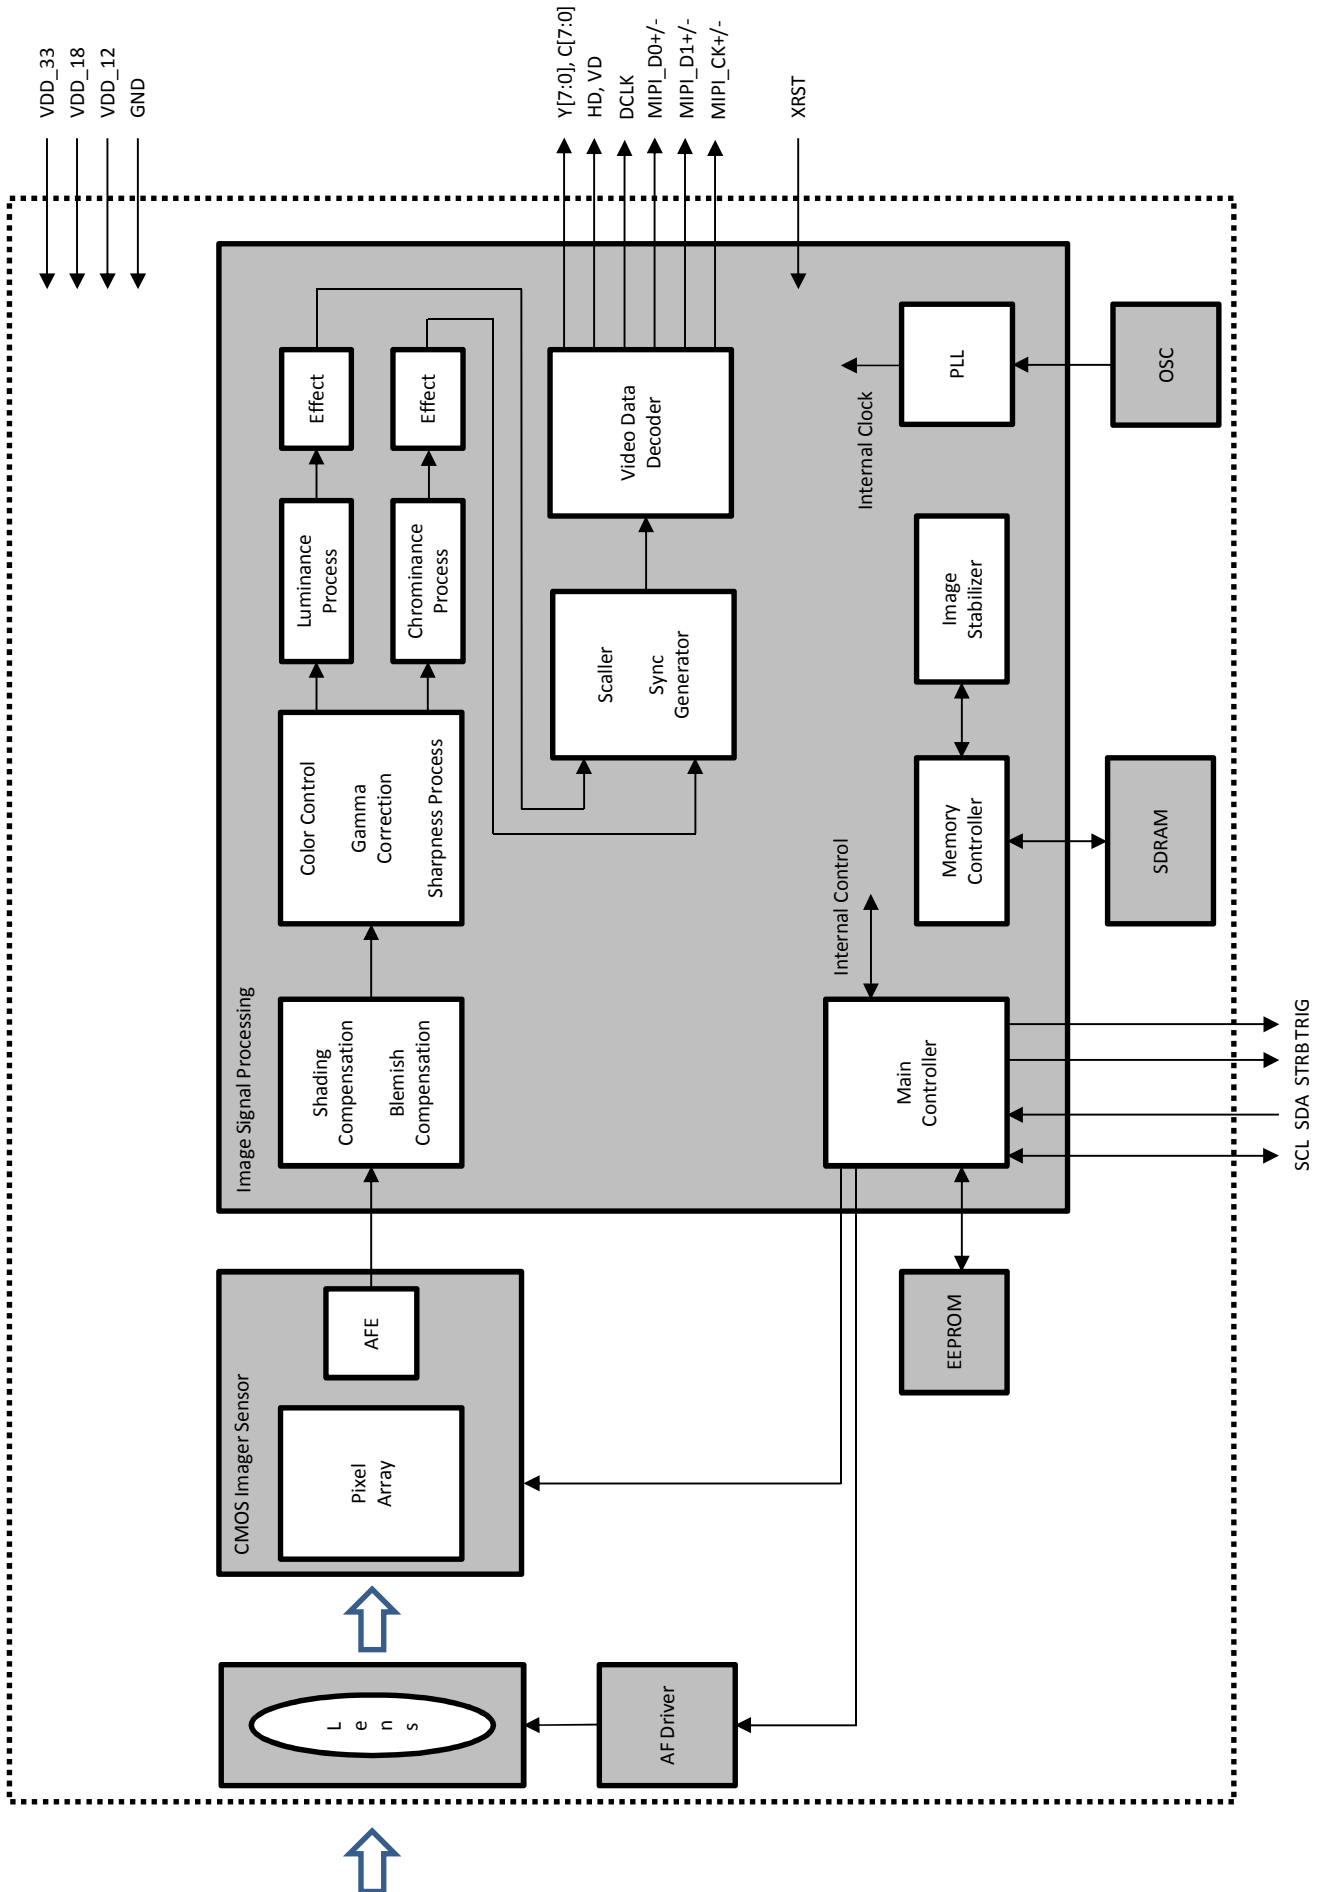 VDD_33
VDD_18
VDD_12
GND
Y[7:0], C[7:0]
HD, VD
DCLK
MIPI_D0+/-
MIPI_D1+/-
MIPI_CK+/-
XRST
CMOS Imager Sensor
Image Signal Processing
L
e
n
s
Pixel
Array
AFE
Shading
Compensation
Blemish
Compensation
Color Control
Gamma
Correction
Sharpness Process
Luminance
Process
Effect
Chrominance
Process
Effect
Scaller
Sync
Generator
Video Data
Decoder
AF Driver
EEPROM
Main
Controller
Internal Control
Memory
Controller
Image
Stabilizer
Internal Clock
PLL
SDRAM
OSC
SCL SDA STRBTRIG